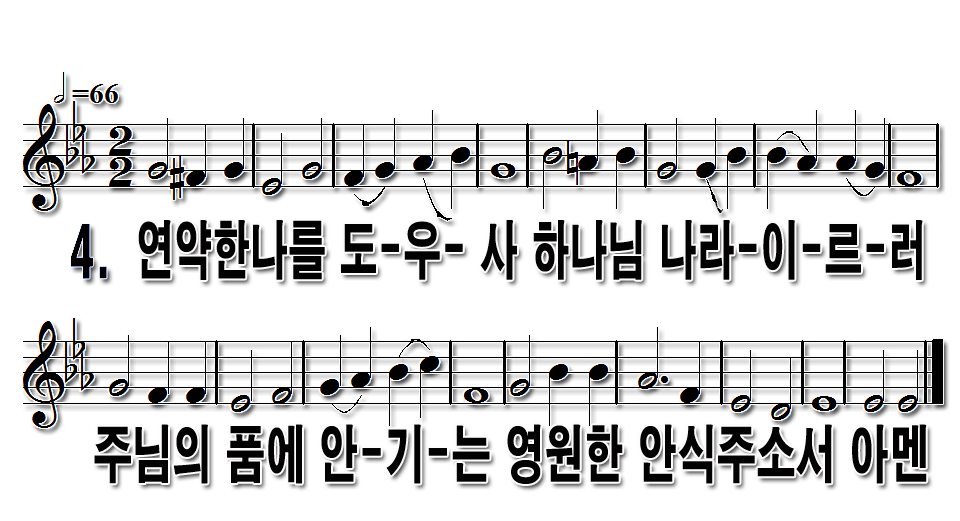 =66
2
2
4. 연약한나를 도-우- 사 하나님 나라-이-르-러
주님의 품에 안-기-는 영원한 안식주소서 아멘